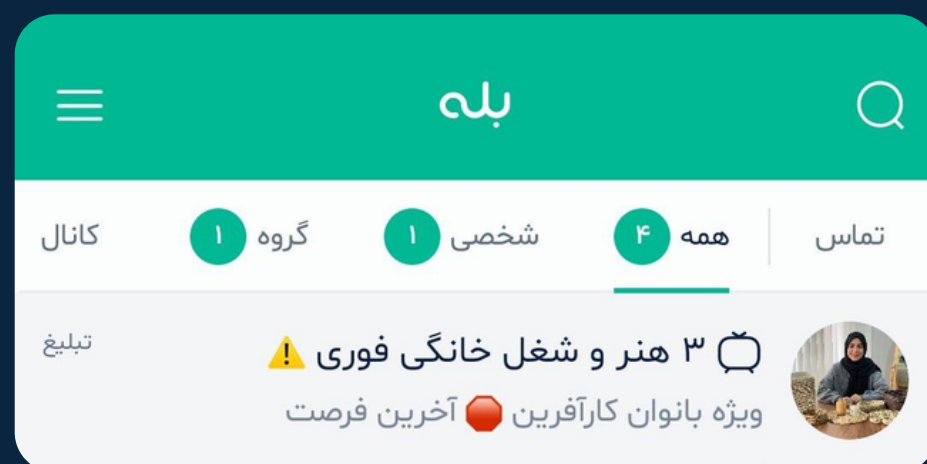 بله
تماس همه ۴ شخصی ۱ گروه ۱ کانال
۳ هنر و شغل خانگی فوری تبلیغ
ویژه بانوان کارآفرین آخرین فرصت